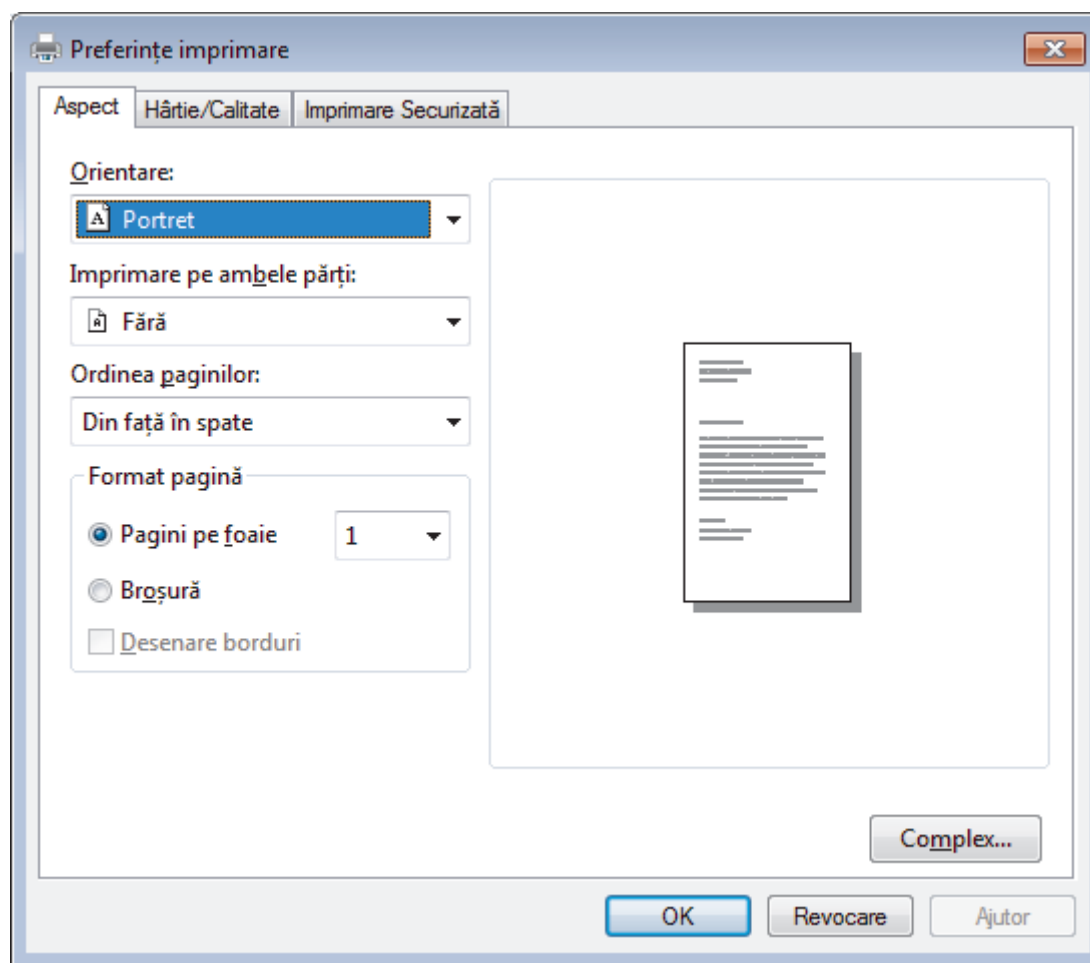 Preferințe imprimare
Aspect
Hârtie/Calitate
Imprimare Securizată
Orientare:
A Portret
Imprimare pe ambele părți:
A Fără
Ordinea paginilor:
Din față în spate
Format pagină
Pagini pe foaie 1
Broșură
Desenare borduri
Complex...
OK
Revocare
Ajutor